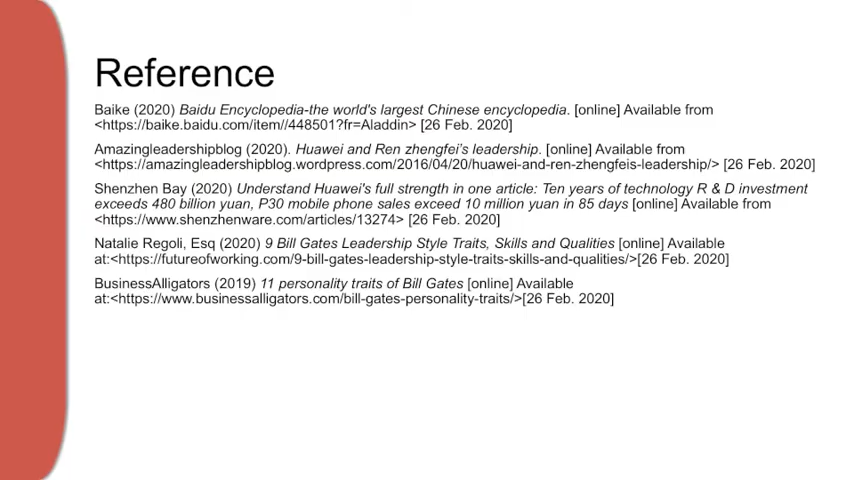 Reference
Baike (2020) Baidu Encyclopedia-the world's largest Chinese encyclopedia. [online] Available from
<https://baike.baidu.com/item//448501?fr=Aladdin> [26 Feb. 2020]
Amazingleadershipblog (2020). Huawei and Ren zhengfei's leadership. [online] Available from
<https://amazingleadershipblog.wordpress.com/2016/04/20/huawei-and-ren-zhengfeis-leadership/> [26 Feb. 2020]
Shenzhen Bay (2020) Understand Huawei's full strength in one article: Ten years of technology R & D investment
exceeds 480 billion yuan, P30 mobile phone sales exceed 10 million yuan in 85 days [online] Available from
<https://www.shenzhenware.com/articles/13274> [26 Feb. 2020]
Natalie Regoli, Esq (2020) 9 Bill Gates Leadership Style Traits, Skills and Qualities [online] Available
at:<https://futureofworking.com/9-bill-gates-leadership-style-traits-skills-and-qualities/>[26 Feb. 2020]
BusinessAlligators (2019) 11 personality traits of Bill Gates [online] Available
at:<https://www.businessalligators.com/bill-gates-personality-traits/>[26 Feb. 2020]